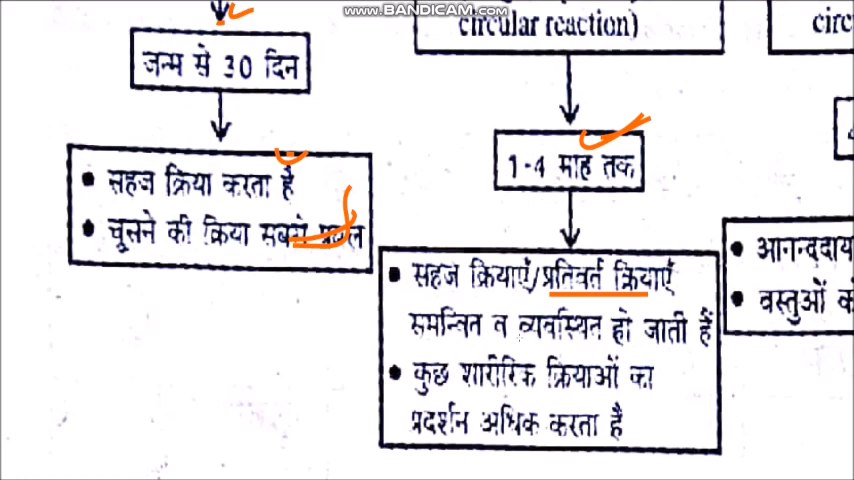 www.BANDICAM.com
जन्म से 30 दिन
• सहज क्रिया करता है
• चूसने की क्रिया सबसे प्रबल
circular reaction)
1-4 माह तक
• सहज क्रियाएँ/प्रतिवर्त क्रियाएँ
समन्वित व व्यवस्थित हो जाती हैं
• कुछ शारीरिक क्रियाओं का
प्रदर्शन अधिक करता है
circ
• आनन्ददाय
• वस्तुओं को